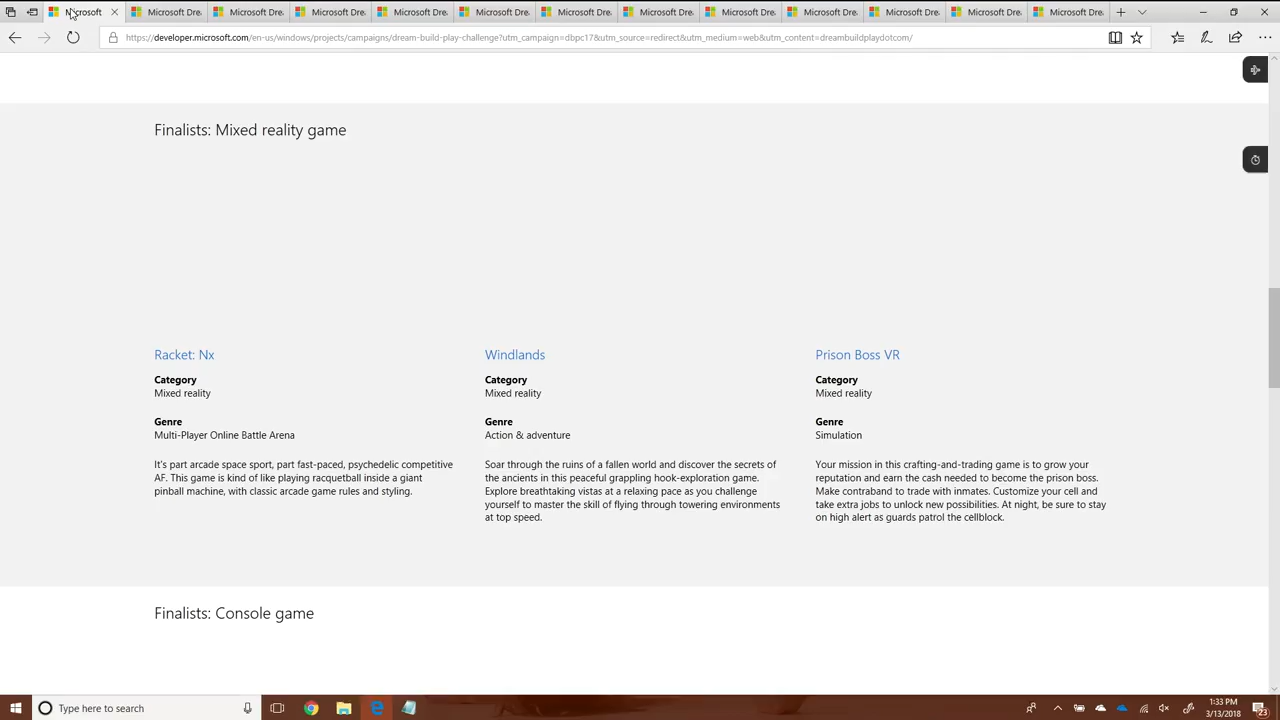 Microsoft
Microsoft Dre
Microsoft Dre
Microsoft Dre
Microsoft Dre
Microsoft Dre
Microsoft Dre
Microsoft Dre
Microsoft Dre
Microsoft Dre
Microsoft Dre
Microsoft Dre
Microsoft Dre
https://developer.microsoft.com/en-us/windows/projects/campaigns/dream-build-play-challenge?utm_campaign=dbpc17&utm_source=redirect&utm_medium=web&utm_content=dreambuildplaydotcom/
Finalists: Mixed reality game
Racket: Nx
Category
Mixed reality
Genre
Multi-Player Online Battle Arena
It's part arcade space sport, part fast-paced, psychedelic competitive
AF. This game is kind of like playing racquetball inside a giant
pinball machine, with classic arcade game rules and styling.
Windlands
Category
Mixed reality
Genre
Action & adventure
Soar through the ruins of a fallen world and discover the secrets of
the ancients in this peaceful grappling hook-exploration game.
Explore breathtaking vistas at a relaxing pace as you challenge
yourself to master the skill of flying through towering environments
at top speed.
Prison Boss VR
Category
Mixed reality
Genre
Simulation
Your mission in this crafting-and-trading game is to grow your
reputation and earn the cash needed to become the prison boss.
Make contraband to trade with inmates. Customize your cell and
take extra jobs to unlock new possibilities. At night, be sure to stay
on high alert as guards patrol the cellblock.
Finalists: Console game
Type here to search
1:33 PM
3/13/2018
23